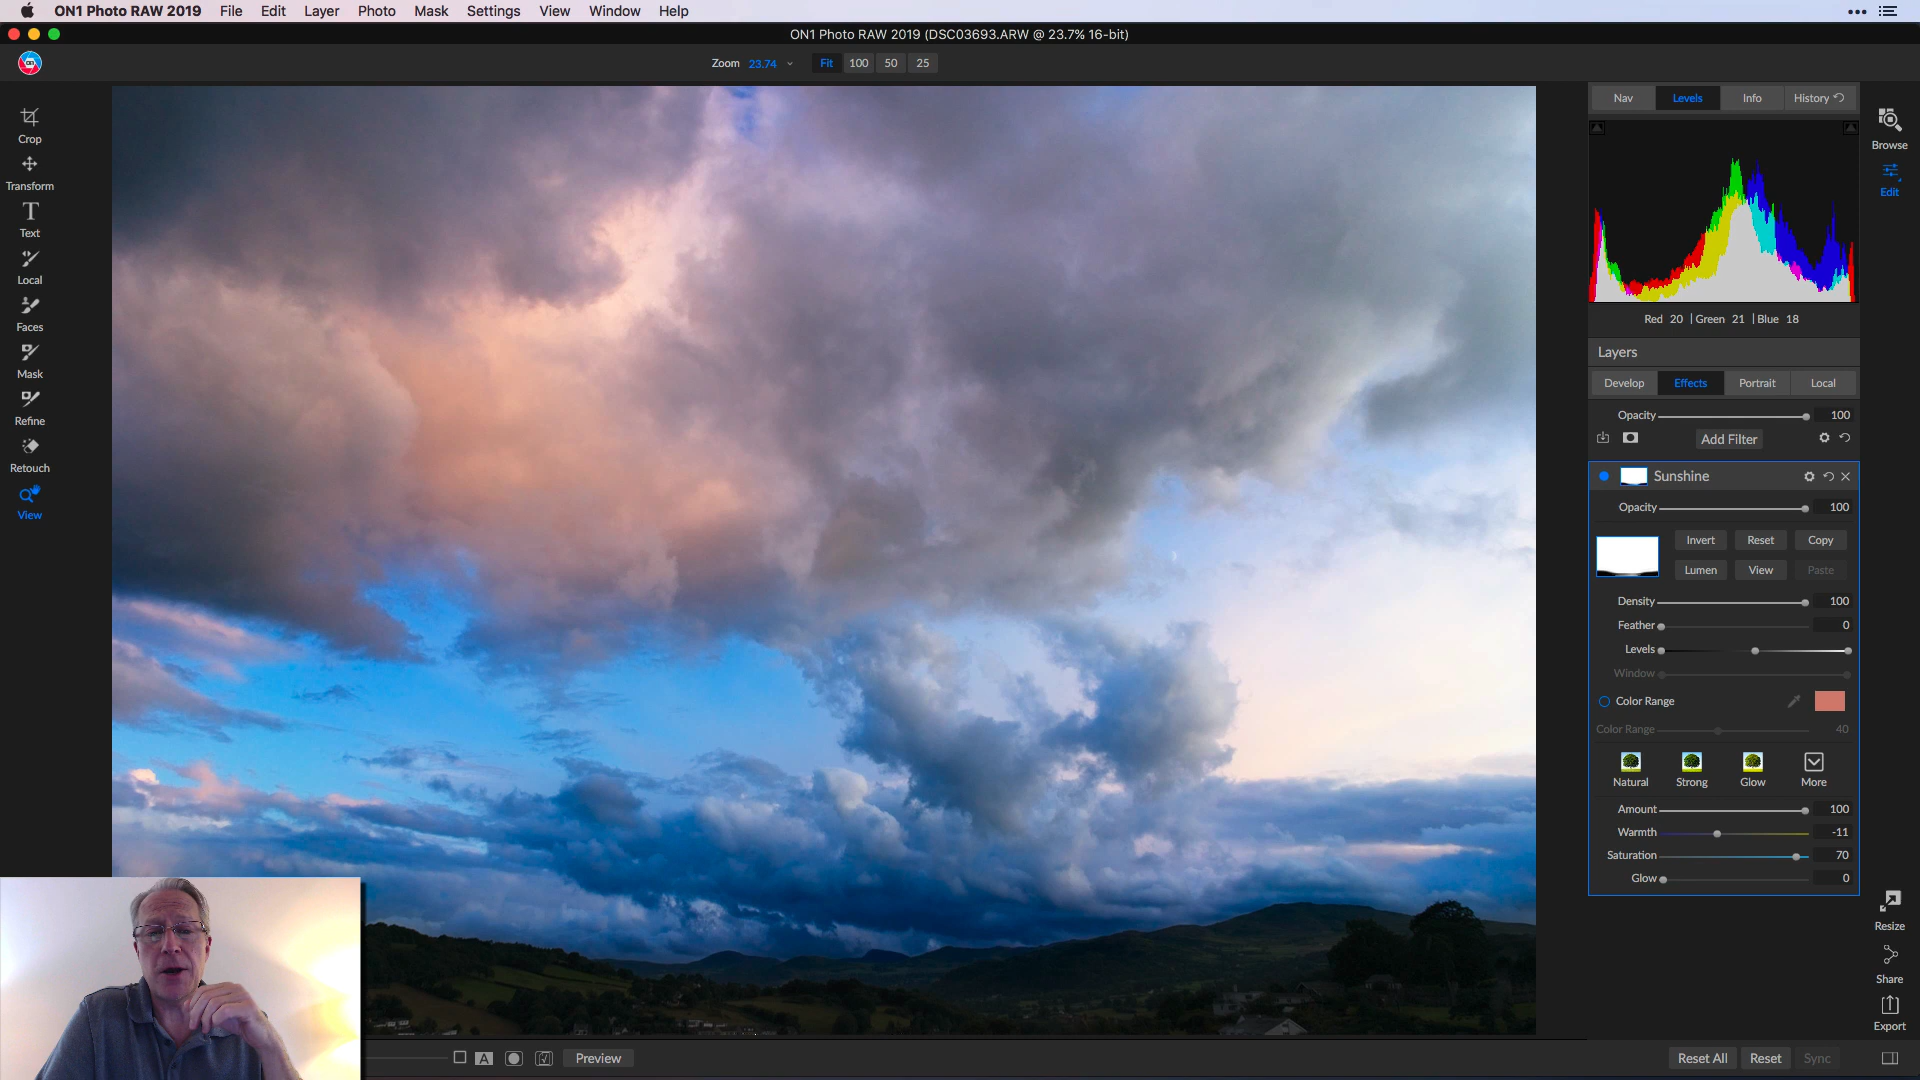 ON1 Photo RAW 2019 File Edit Layer Photo Mask Settings View Window Help
ON1 Photo RAW 2019 (DSC03693.ARW @ 23.7% 16-bit)
ON1
Zoom 23.74 Fit 100 50 25
Crop
Transform
Text
Local
Faces
Mask
Refine
Retouch
View
Nav Levels Info History
Red 20 | Green 21 | Blue 18
Layers
Develop Effects Portrait Local
Opacity 100
Add Filter
Sunshine
Opacity 100
Invert Reset Copy
Lumen View Paste
Density 100
Feather 0
Levels
Window
Color Range
Color Range 40
Natural Strong Glow More
Amount 100
Warmth -11
Saturation 70
Glow 0
Browse
Edit
Resize
Share
Export
A Preview
Reset All Reset Sync